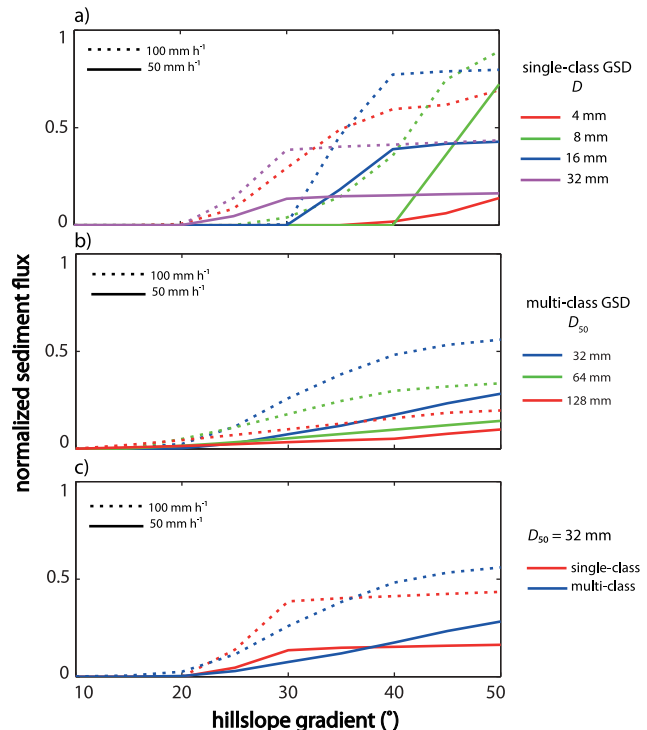 a)
1
0.5
0
100 mm h⁻¹
50 mm h⁻¹
single-class GSD
D
4 mm
8 mm
16 mm
32 mm
b)
1
0.5
0
100 mm h⁻¹
50 mm h⁻¹
multi-class GSD
D₅₀
32 mm
64 mm
128 mm
normalized sediment flux
c)
1
0.5
0
100 mm h⁻¹
50 mm h⁻¹
D₅₀ = 32 mm
single-class
multi-class
10 20 30 40 50
hillslope gradient (°)